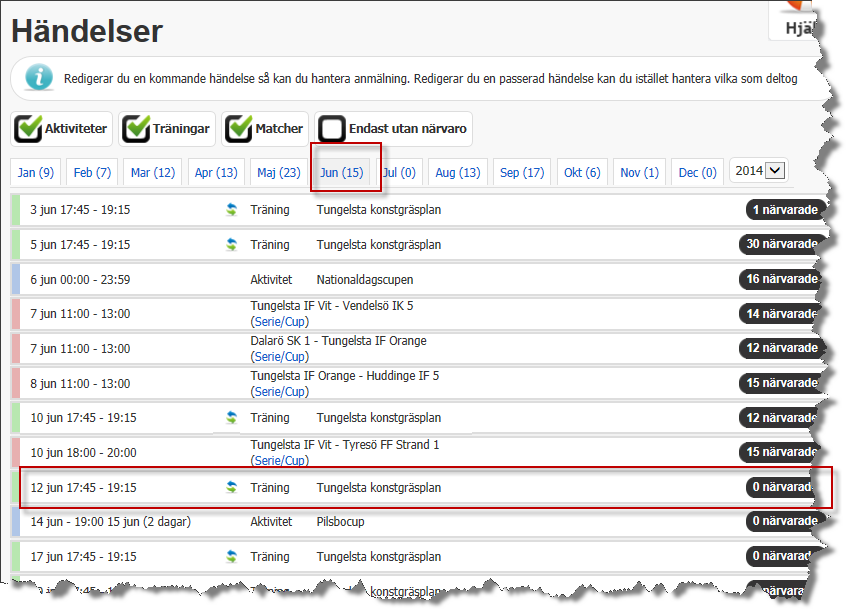 Händelser
Redigerar du en kommande händelse så kan du hantera anmälning. Redigerar du en passerad händelse kan du istället hantera vilka som deltog
Aktiviteter Träningar Matcher Endast utan närvaro
Jan (9) Feb (7) Mar (12) Apr (13) Maj (23) Jun (15) Jul (0) Aug (13) Sep (17) Okt (6) Nov (1) Dec (0) 2014
3 jun 17:45 - 19:15 Träning Tungelsta konstgräsplan 1 närvarade
5 jun 17:45 - 19:15 Träning Tungelsta konstgräsplan 30 närvarade
6 jun 00:00 - 23:59 Aktivitet Nationaldagscupen 16 närvarade
7 jun 11:00 - 13:00 Tungelsta IF Vit - Vendelsö IK 5 14 närvarade
(Serie/Cup)
7 jun 11:00 - 13:00 Dalarö SK 1 - Tungelsta IF Orange 12 närvarade
(Serie/Cup)
8 jun 11:00 - 13:00 Tungelsta IF Orange - Huddinge IF 5 15 närvarade
(Serie/Cup)
10 jun 17:45 - 19:15 Träning Tungelsta konstgräsplan 12 närvarade
10 jun 18:00 - 20:00 Tungelsta IF Vit - Tyresö FF Strand 1 15 närvarade
(Serie/Cup)
12 jun 17:45 - 19:15 Träning Tungelsta konstgräsplan 0 närvarad
14 jun - 19:00 15 jun (2 dagar) Aktivitet Pilsbocup 0 närvarade
17 jun 17:45 - 19:15 Träning Tungelsta konstgräsplan 0 närvarade
konstgräsplan